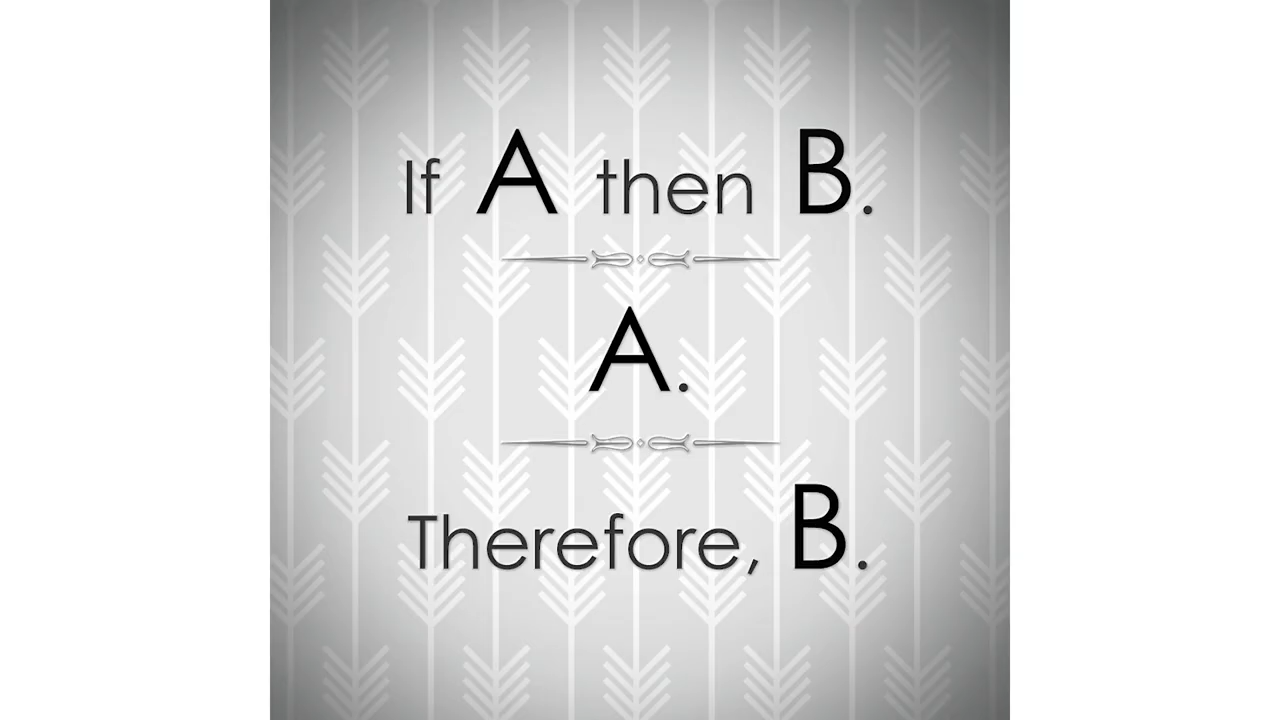 If A then B.
A.
Therefore, B.